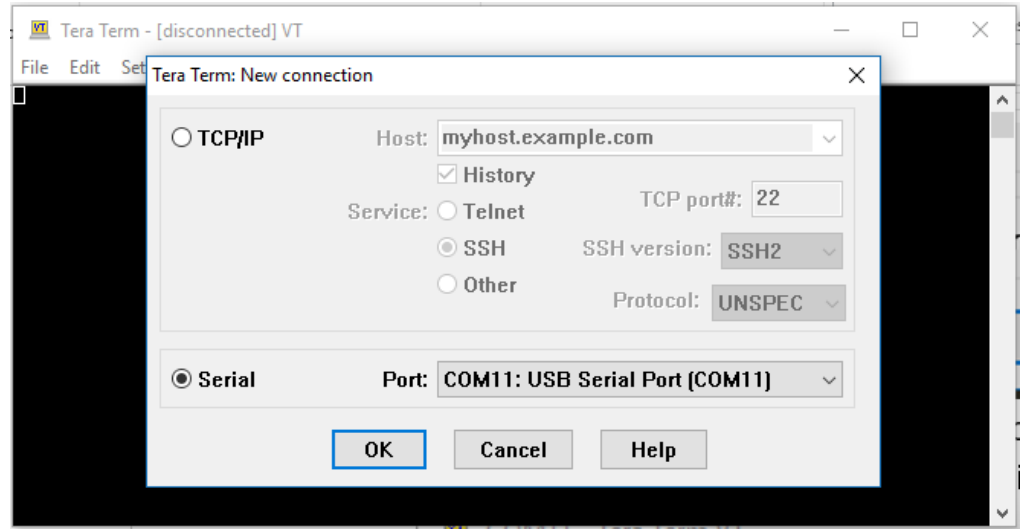 Tera Term - [disconnected] VT
File Edit Set
Tera Term: New connection
TCP/IP Host: myhost.example.com
History
Service: Telnet TCP port#: 22
SSH SSH version: SSH2
Other Protocol: UNSPEC
Serial Port: COM11: USB Serial Port (COM11)
OK Cancel Help